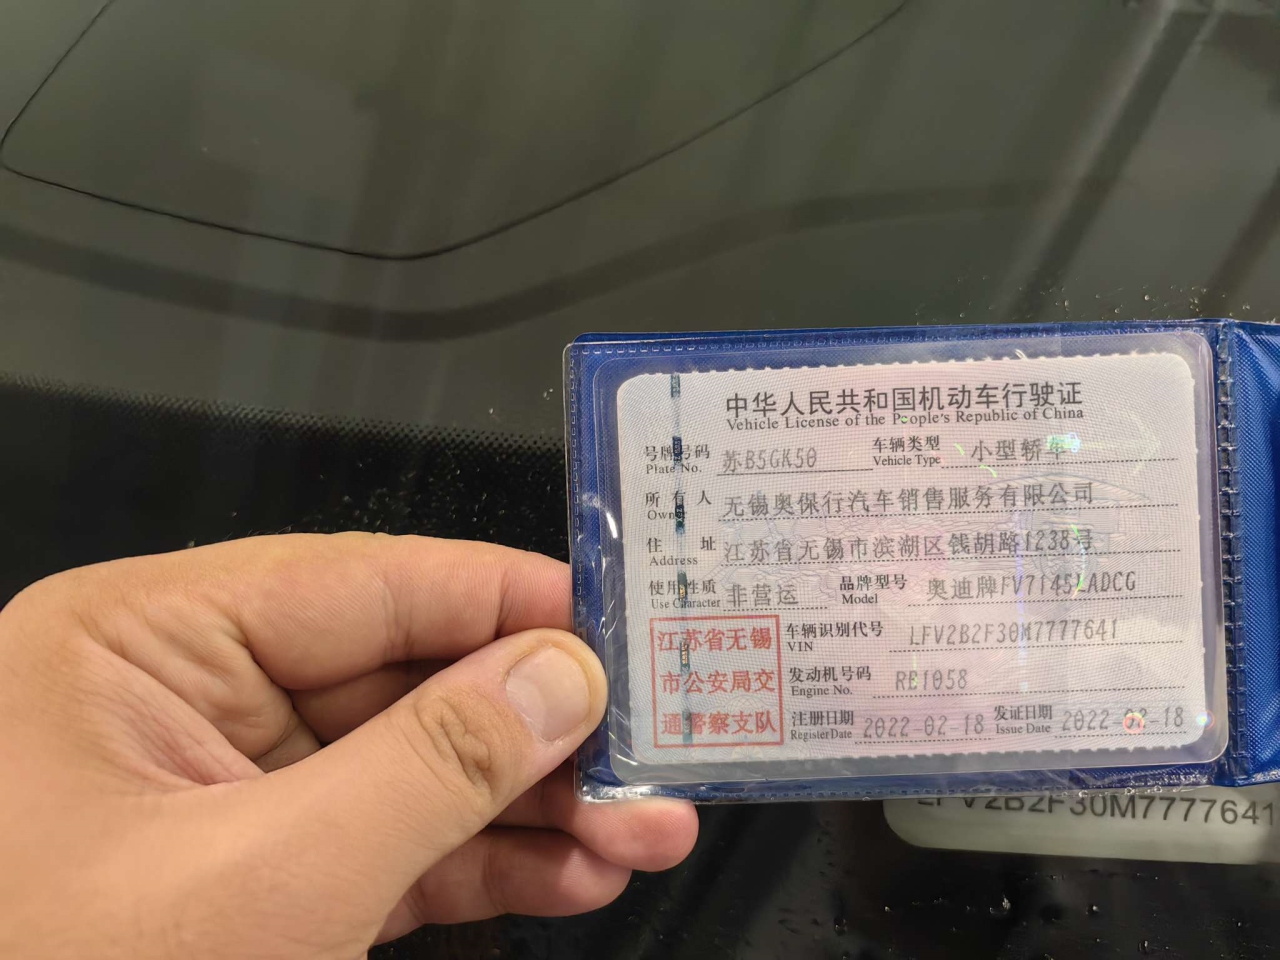 中华人民共和国机动车行驶证
Vehicle License of the People's Republic of China
号牌号码 苏B5GK50 车辆类型 小型轿车
Plate No. Vehicle Type
所有人 无锡奥保行汽车销售服务有限公司
Owner
住址 江苏省无锡市滨湖区钱胡路1238号
Address
使用性质 非营运 品牌型号 奥迪牌FV7145LADCG
Use Character Model
江苏省无锡
市公安局交
通警察支队
车辆识别代号 LFV2B2F30M7777641
VIN
发动机号码 RE1058
Engine No.
注册日期 2022-02-18 发证日期 2022-02-18
Register Date Issue Date
LFV2B2F30M7777641